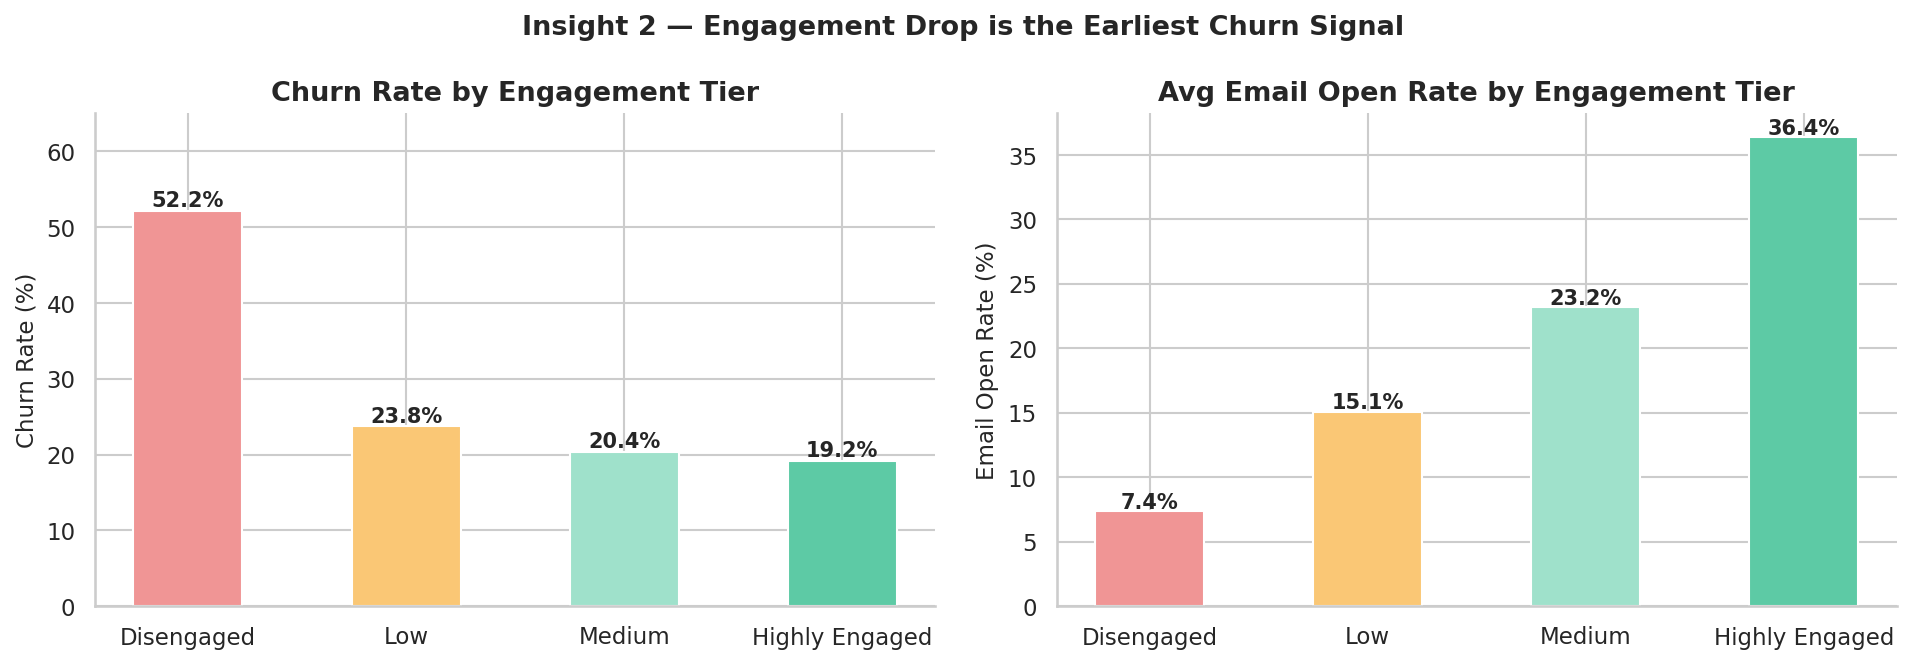 Insight 2 — Engagement Drop is the Earliest Churn Signal
Churn Rate by Engagement Tier
Churn Rate (%)
60
50
40
30
20
10
0
52.2%
23.8%
20.4%
19.2%
Disengaged
Low
Medium
Highly Engaged
Avg Email Open Rate by Engagement Tier
Email Open Rate (%)
35
30
25
20
15
10
5
0
7.4%
15.1%
23.2%
36.4%
Disengaged
Low
Medium
Highly Engaged